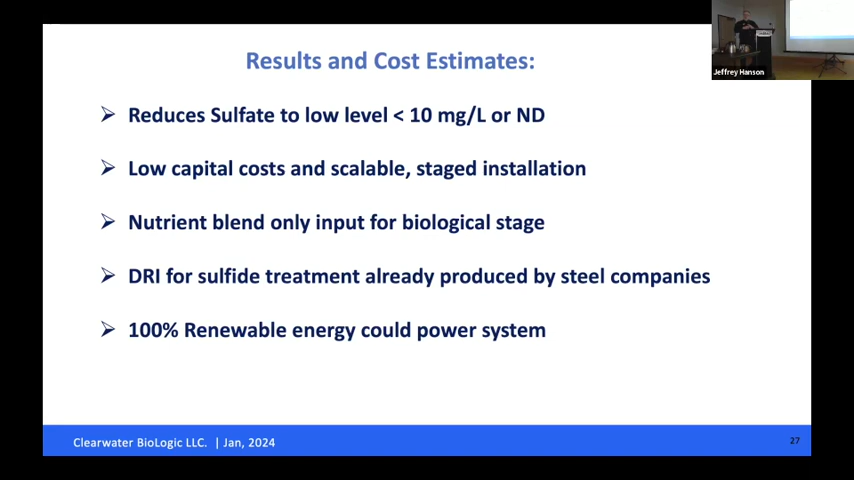 Results and Cost Estimates:
Jeffrey Hanson
➢ Reduces Sulfate to low level < 10 mg/L or ND
➢ Low capital costs and scalable, staged installation
➢ Nutrient blend only input for biological stage
➢ DRI for sulfide treatment already produced by steel companies
➢ 100% Renewable energy could power system
Clearwater BioLogic LLC. | Jan, 2024
27